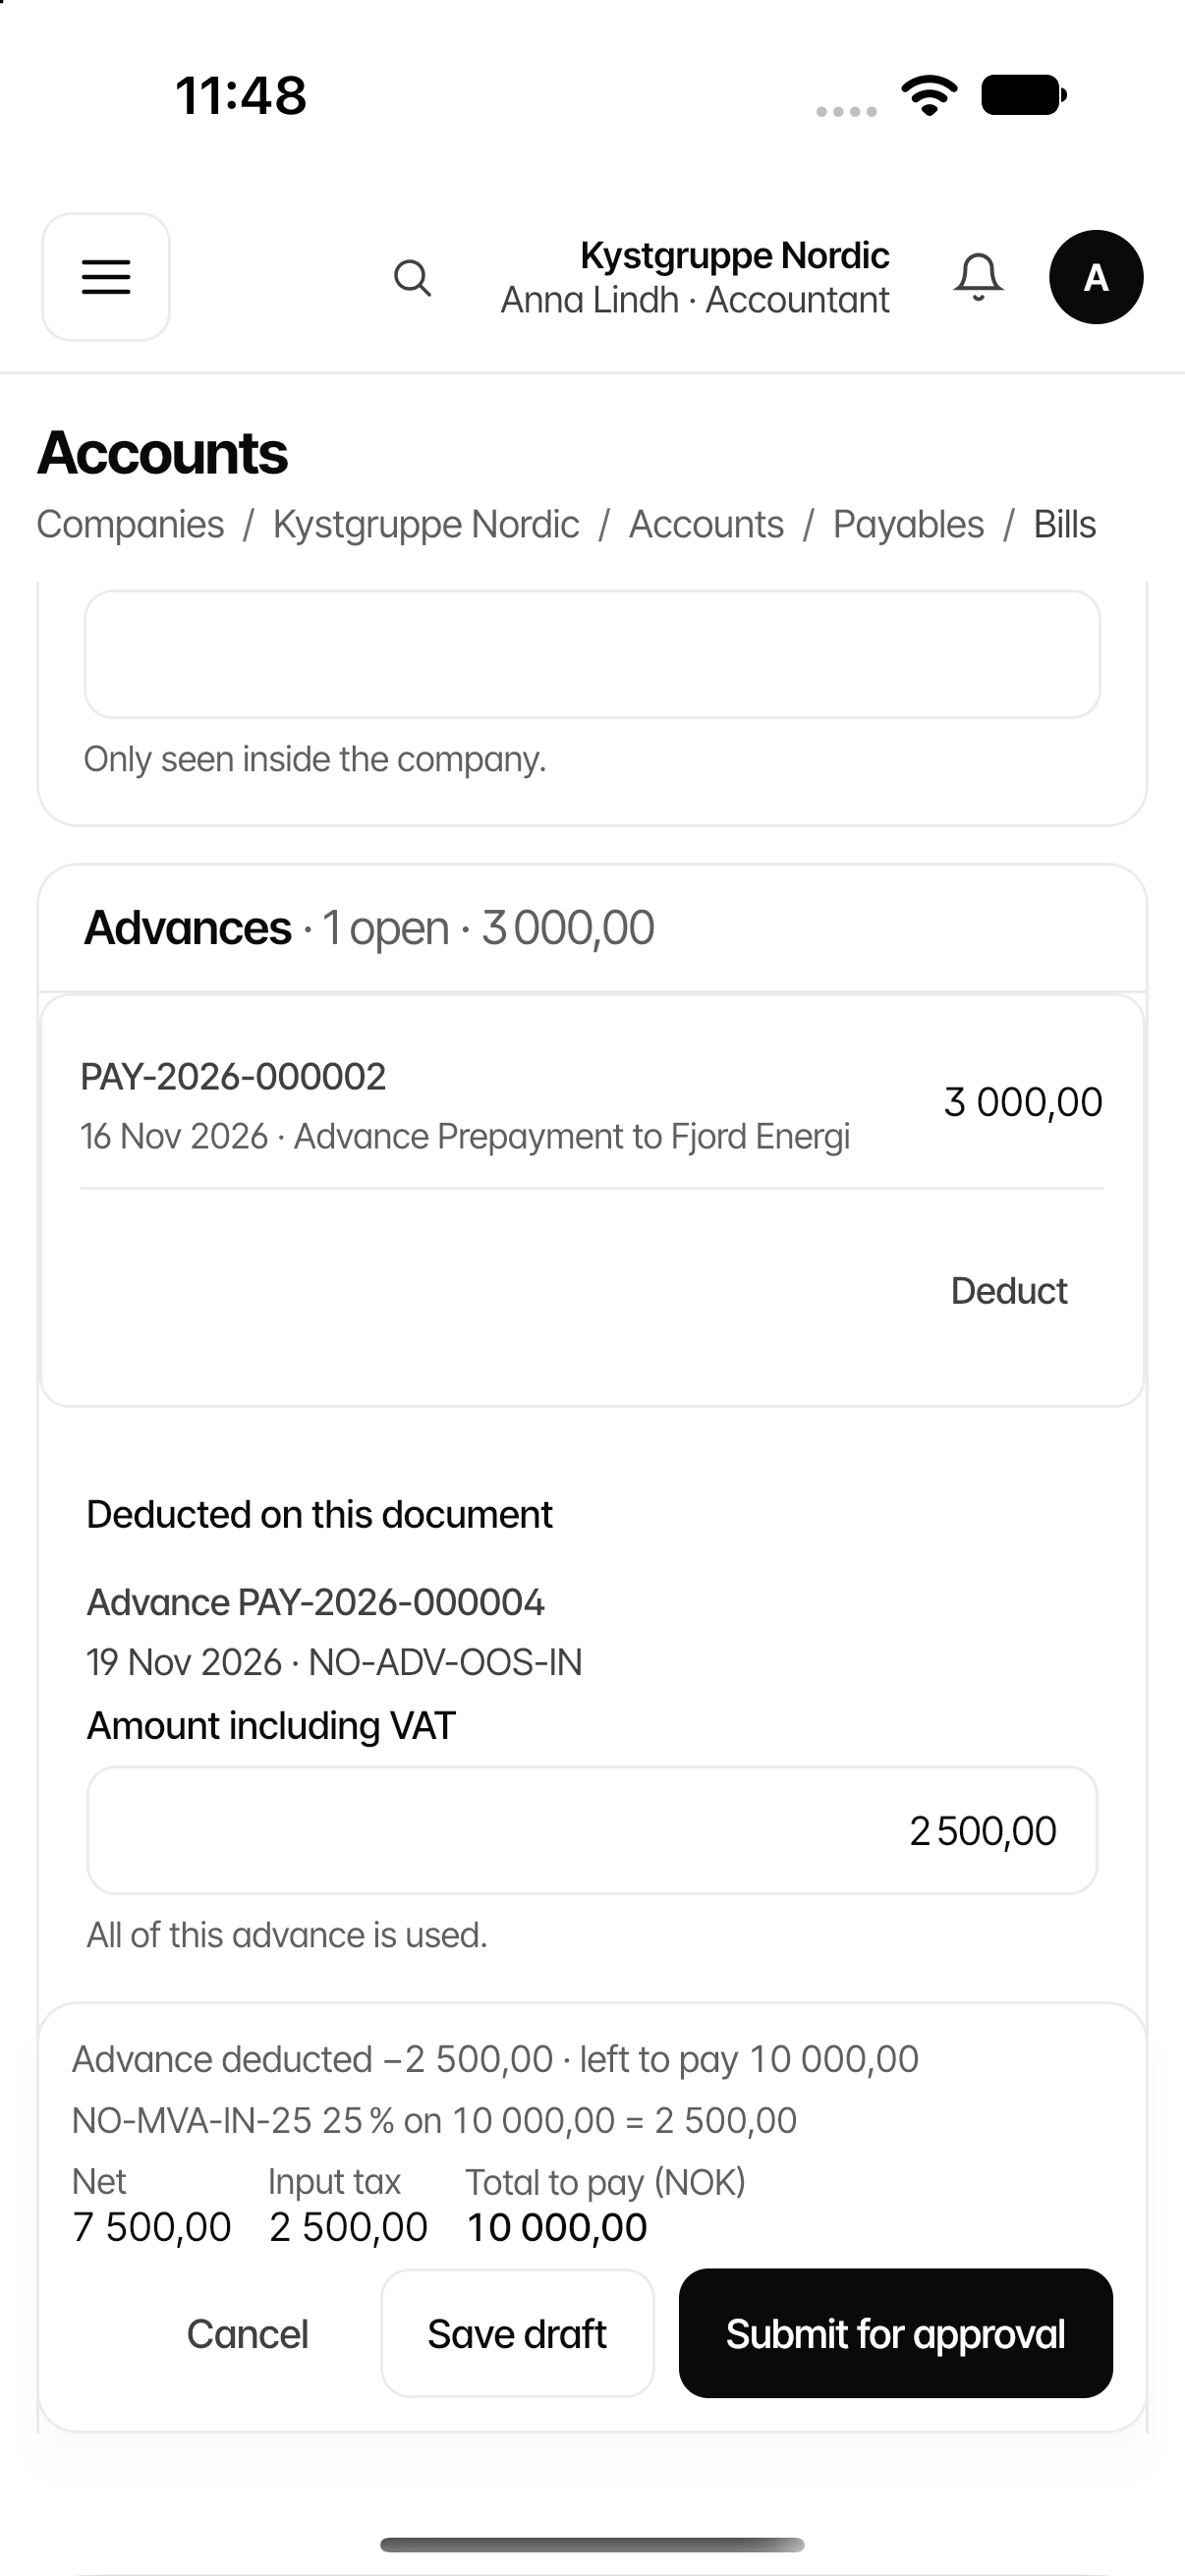 11:48
Kystgruppe Nordic
Anna Lindh · Accountant
A
Accounts
Companies / Kystgruppe Nordic / Accounts / Payables / Bills
Only seen inside the company.
Advances · 1 open · 3 000,00
PAY-2026-000002
3 000,00
16 Nov 2026 · Advance Prepayment to Fjord Energi
Deduct
Deducted on this document
Advance PAY-2026-000004
19 Nov 2026 · NO-ADV-OOS-IN
Amount including VAT
2 500,00
All of this advance is used.
Advance deducted −2 500,00 · left to pay 10 000,00
NO-MVA-IN-25 25 % on 10 000,00 = 2 500,00
Net Input tax Total to pay (NOK)
7 500,00 2 500,00 10 000,00
Cancel Save draft Submit for approval